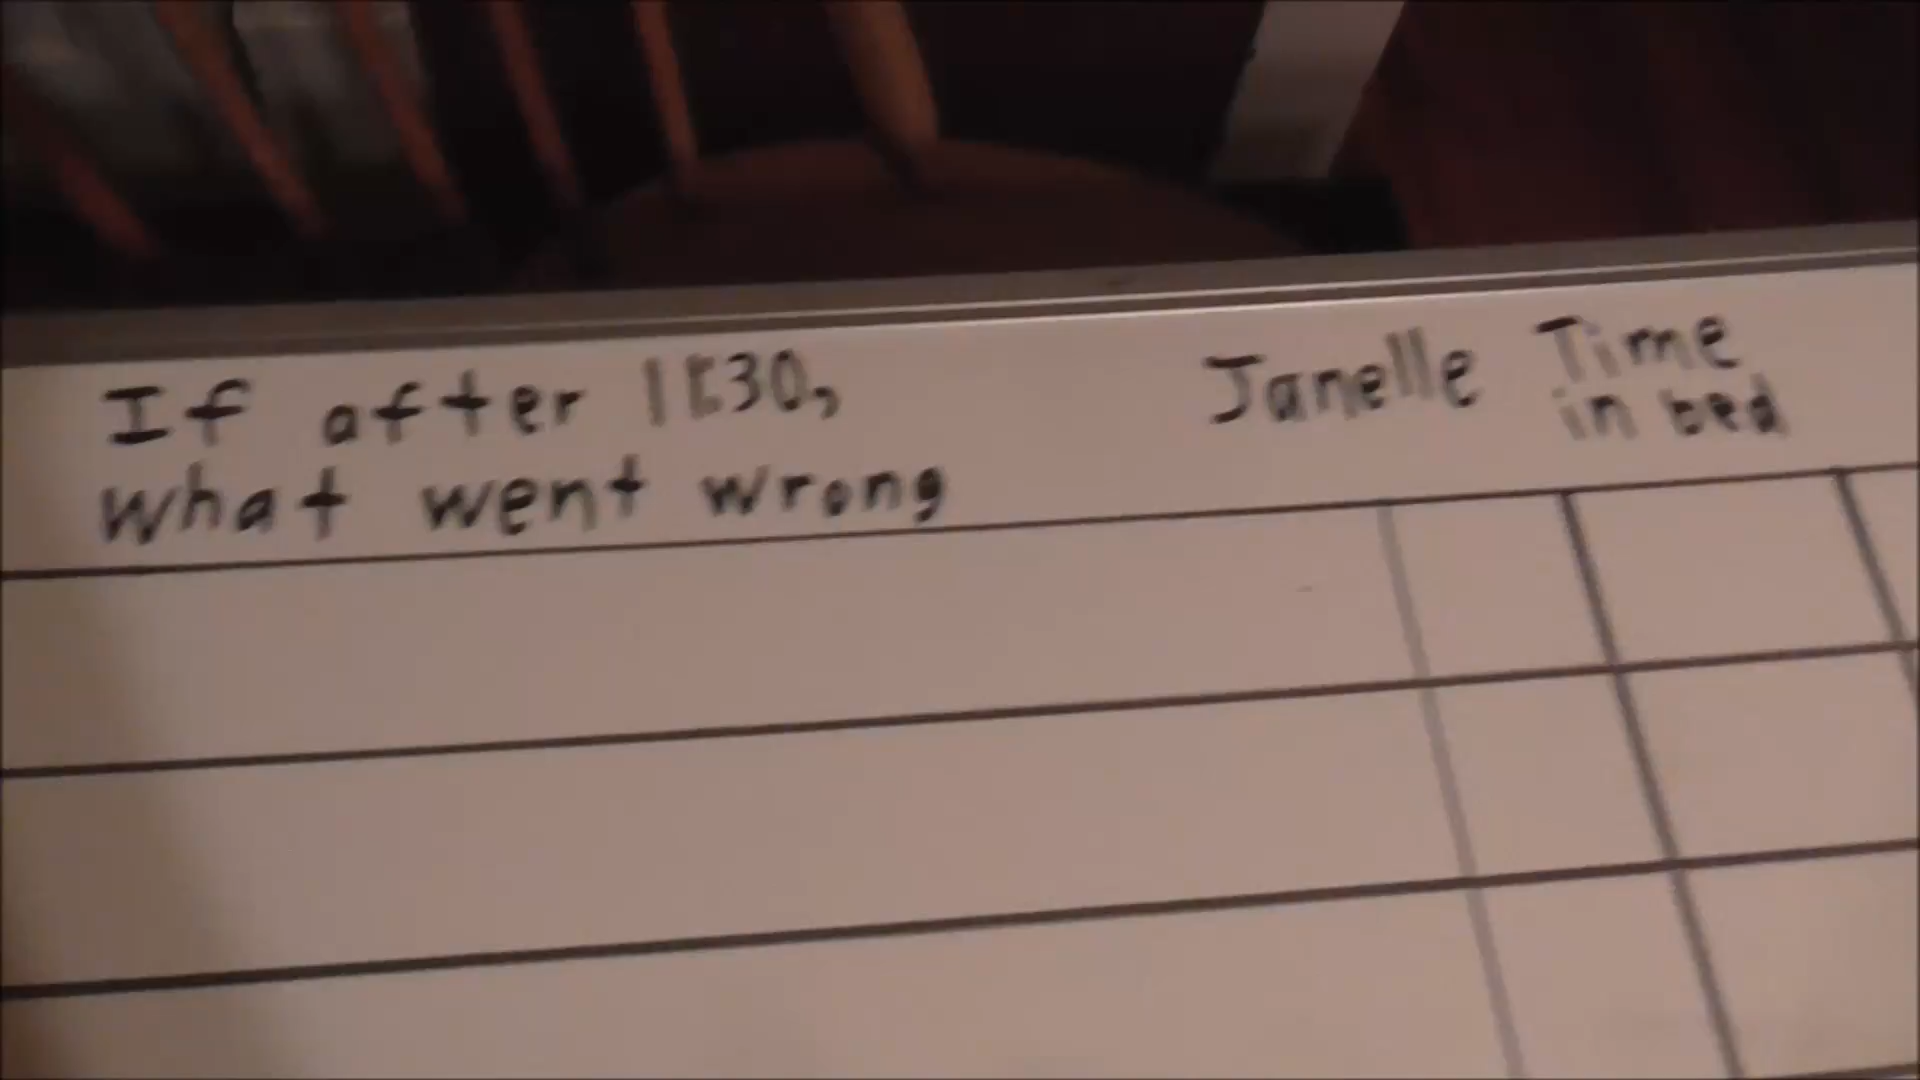 If after 11:30,
what went wrong
Janelle
Time
in bed